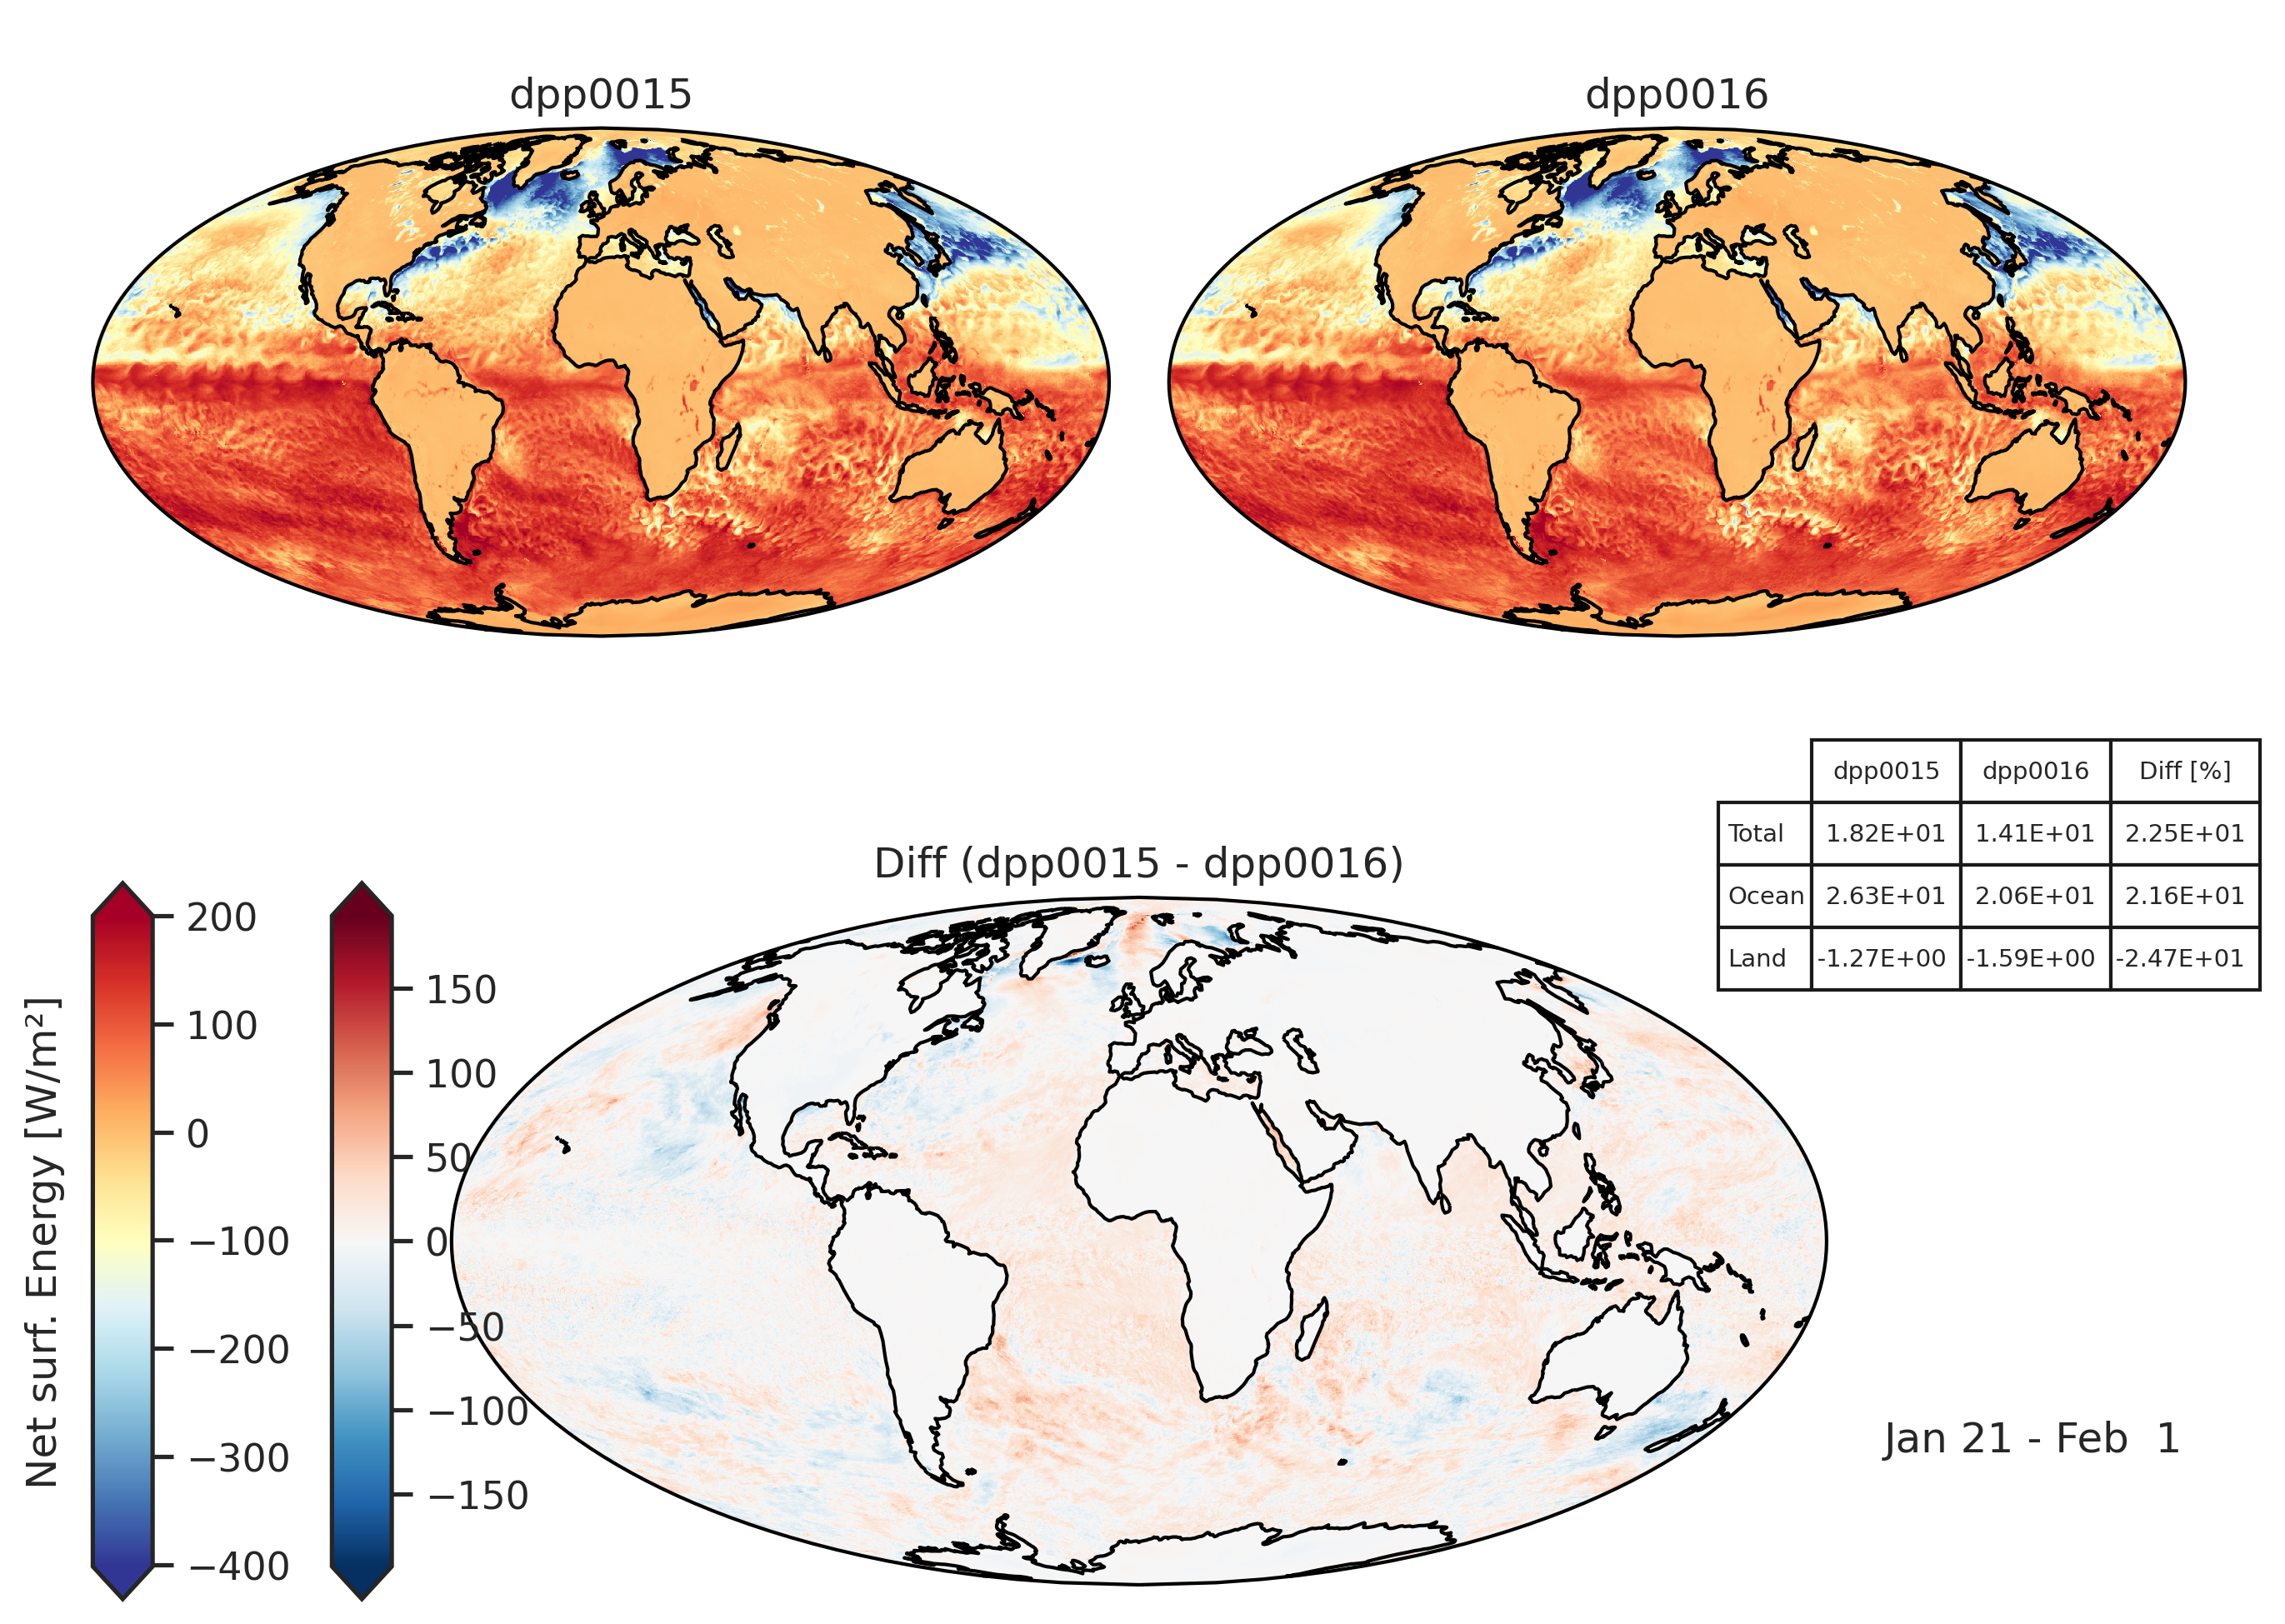 dpp0015
dpp0016
dpp0015 dpp0016 Diff [%]
Total 1.82E+01 1.41E+01 2.25E+01
Ocean 2.63E+01 2.06E+01 2.16E+01
Land -1.27E+00 -1.59E+00 -2.47E+01
Diff (dpp0015 - dpp0016)
Net surf. Energy [W/m²]
200
100
0
−100
−200
−300
−400
150
100
50
0
−50
−100
−150
Jan 21 - Feb  1